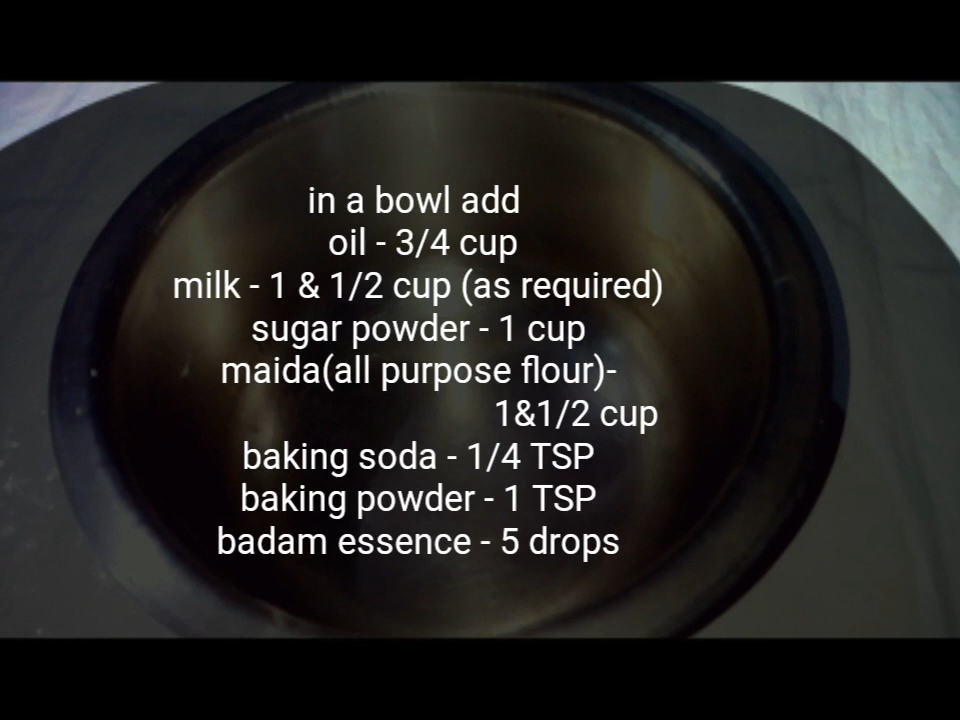 in a bowl add
oil - 3/4 cup
milk - 1 & 1/2 cup (as required)
sugar powder - 1 cup
maida(all purpose flour)-
1&1/2 cup
baking soda - 1/4 TSP
baking powder - 1 TSP
badam essence - 5 drops